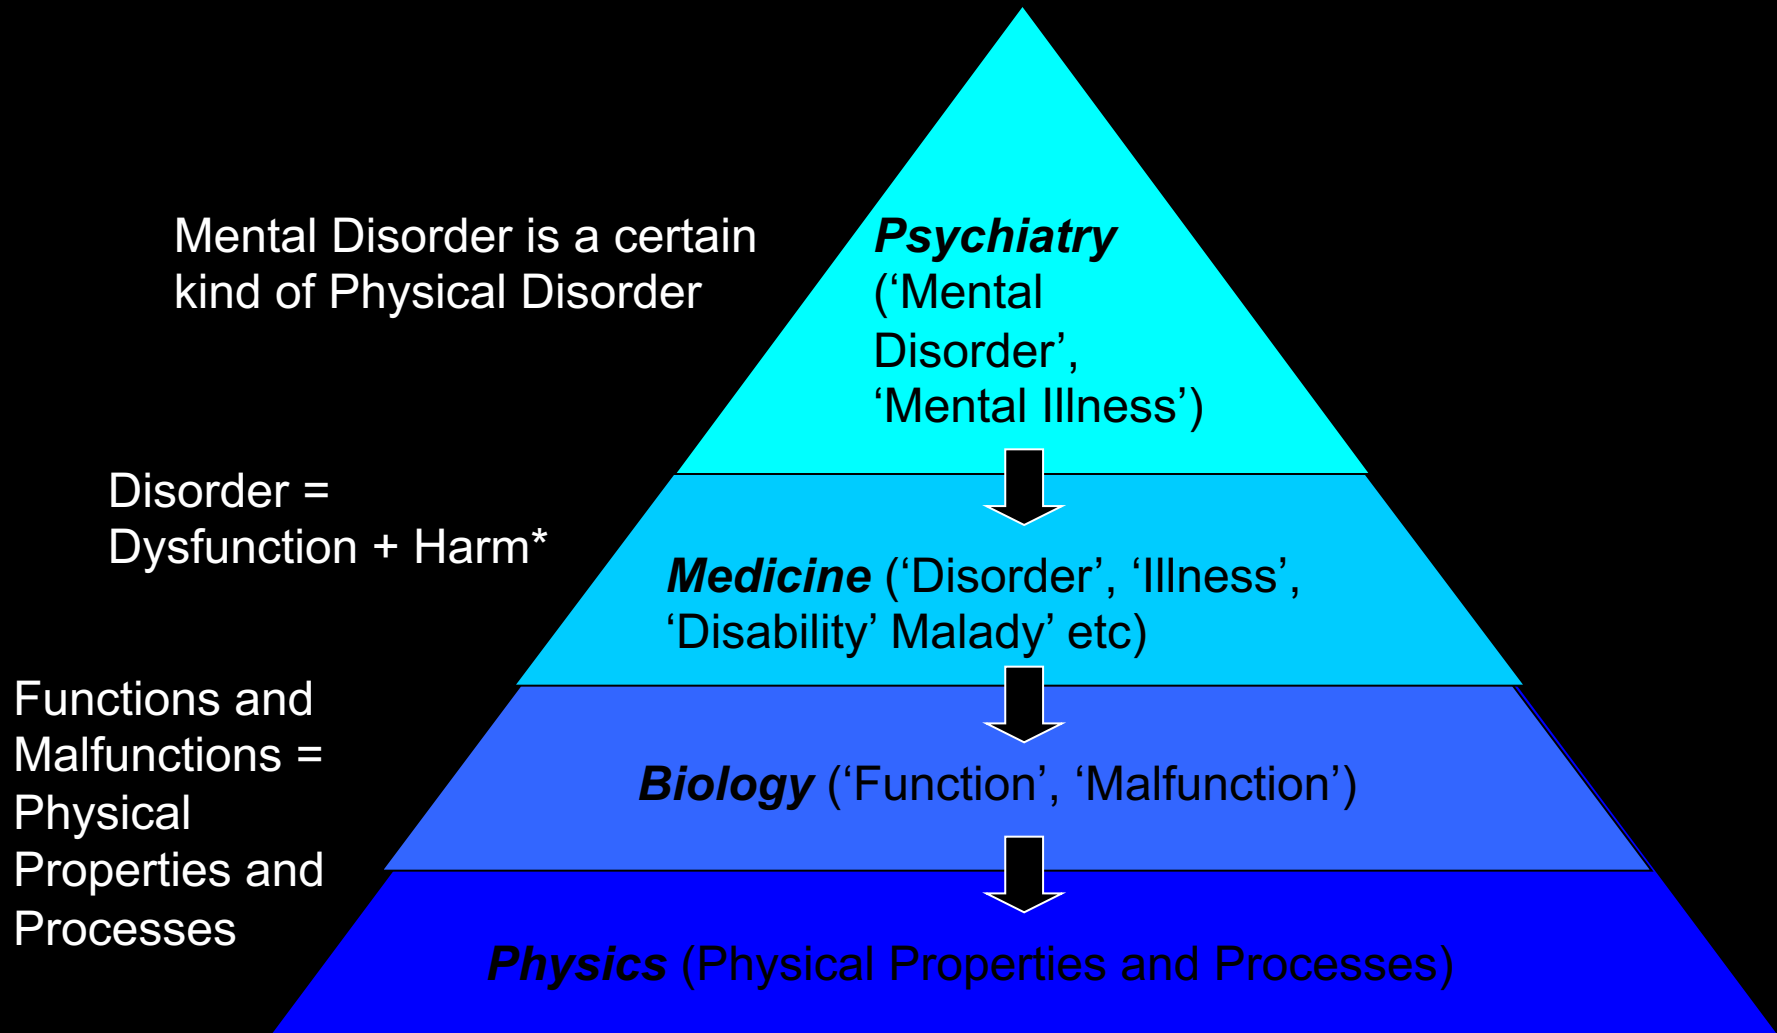 Mental Disorder is a certain
kind of Physical Disorder
Psychiatry
(‘Mental
Disorder’,
‘Mental Illness’)
Disorder =
Dysfunction + Harm*
Medicine (‘Disorder’, ‘Illness’,
‘Disability’ Malady’ etc)
Functions and
Malfunctions =
Physical
Properties and
Processes
Biology (‘Function’, ‘Malfunction’)
Physics (Physical Properties and Processes)